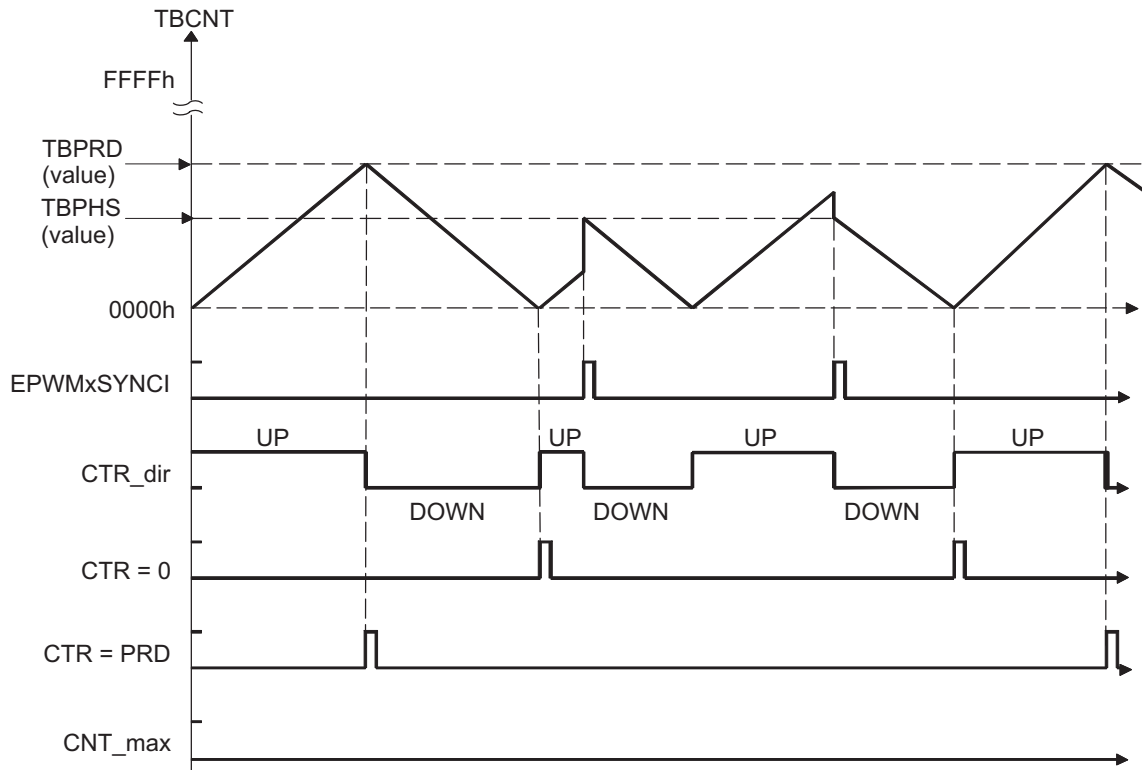 TBCNT
FFFFh
TBPRD
(value)
TBPHS
(value)
0000h
EPWMxSYNCI
UP UP UP UP
CTR_dir
DOWN DOWN DOWN
CTR = 0
CTR = PRD
CNT_max